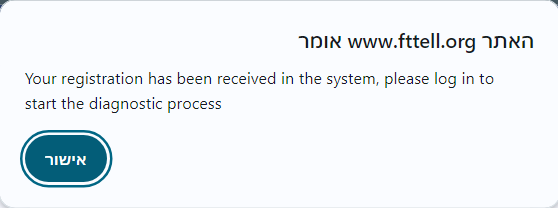 האתר www.fttell.org אומר
Your registration has been received in the system, please log in to
start the diagnostic process
אישור